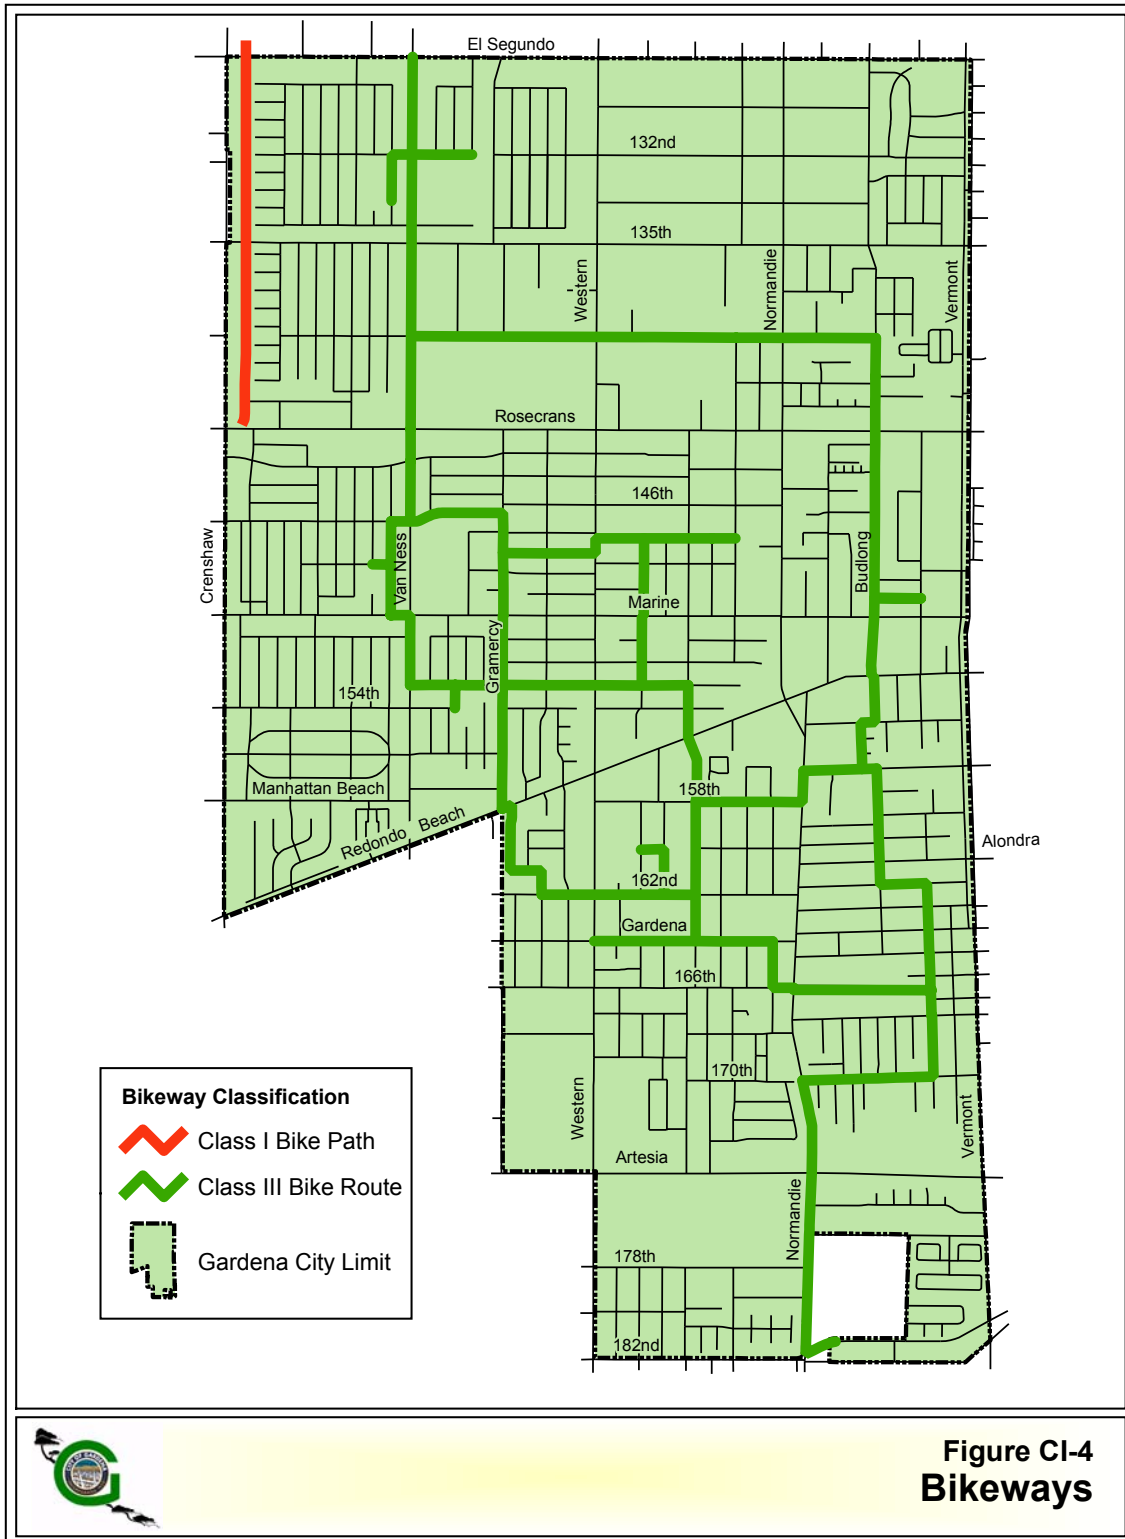 El Segundo
132nd
135th
Western
Normandie
Vermont
Rosecrans
146th
Crenshaw
Van Ness
Budlong
Marine
Gramercy
154th
Manhattan Beach
158th
Redondo Beach
Alondra
162nd
Gardena
166th
170th
Western
Vermont
Artesia
Normandie
178th
182nd
Bikeway Classification
Class I Bike Path
Class III Bike Route
Gardena City Limit
Figure CI-4
Bikeways